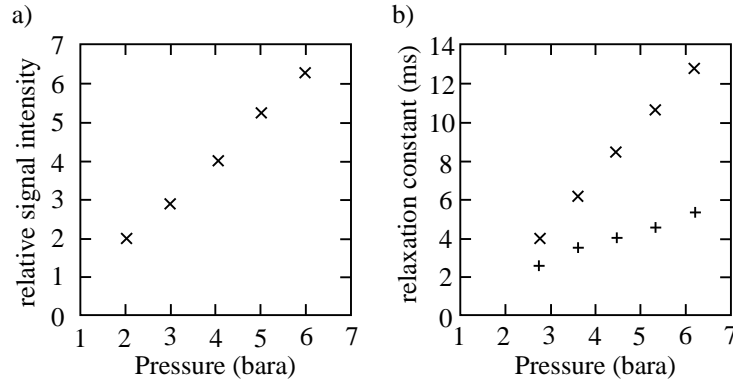 a)
relative signal intensity
7
6
5
4
3
2
1
0
1 2 3 4 5 6 7
Pressure (bara)
b)
relaxation constant (ms)
14
12
10
8
6
4
2
0
1 2 3 4 5 6 7
Pressure (bara)